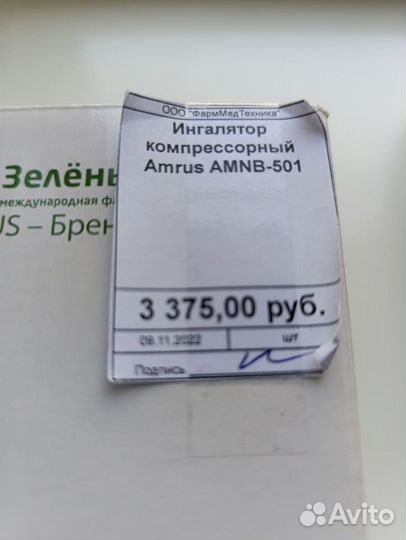 ООО "ФармМедТехника"
Ингалятор
компрессорный
Amrus AMNB-501
3 375,00 руб.
09.11.2022 шт
Подпись
Зелёны
международная фа
US – Брен
Avito